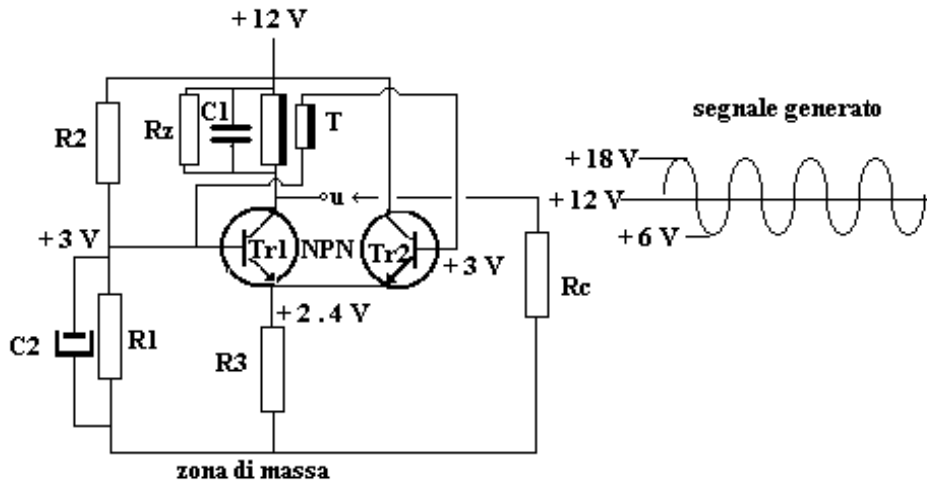 +12 V
R2
Rz
C1
T
segnale generato
+18 V
+12 V
+6 V
u
+3 V
Tr1
NPN
Tr2
+3 V
Rc
+2.4 V
C2
R1
R3
zona di massa